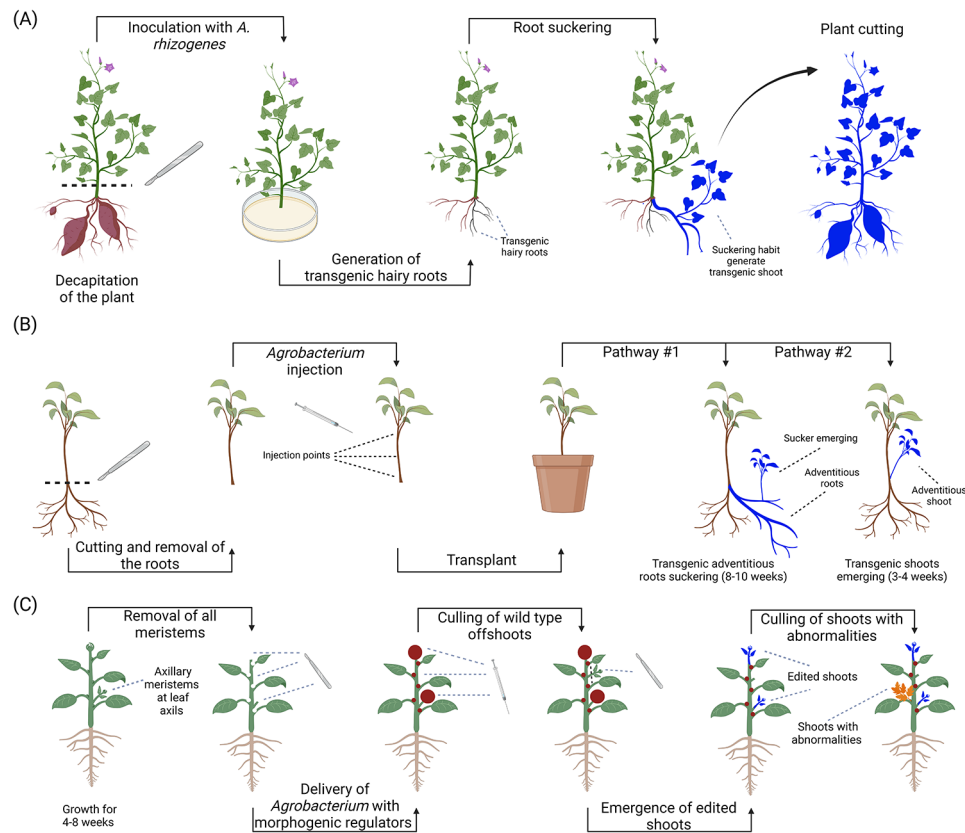 (A)
Inoculation with A.
rhizogenes
Root suckering
Plant cutting
Transgenic
hairy roots
Suckering habit
generate
transgenic shoot
Decapitation
of the plant
Generation of
transgenic hairy roots
(B)
Agrobacterium
injection
Pathway #1
Pathway #2
Injection points
Sucker emerging
Adventitious
roots
Adventitious
shoot
Cutting and removal of
the roots
Transplant
Transgenic adventitious
roots suckering (8-10 weeks)
Transgenic shoots
emerging (3-4 weeks)
(C)
Removal of all
meristems
Culling of wild type
offshoots
Culling of shoots with
abnormalities
Axillary
meristems
at leaf
axils
Edited shoots
Shoots with
abnormalities
Growth for
4-8 weeks
Delivery of
Agrobacterium with
morphogenic regulators
Emergence of edited
shoots